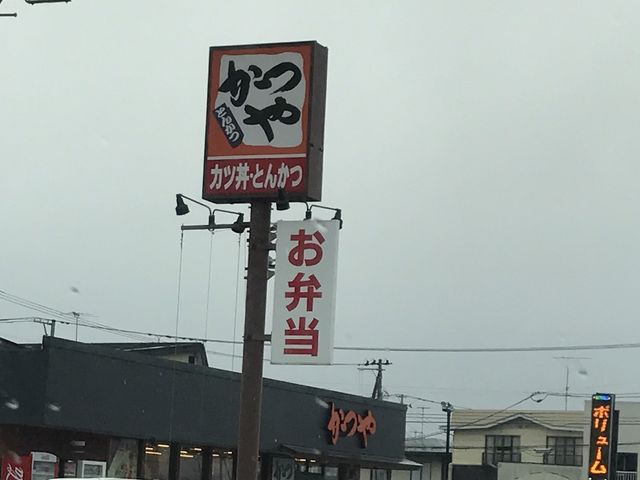 かつや
とんかつ
カツ丼・とんかつ
お弁当
かつや
ボリューム